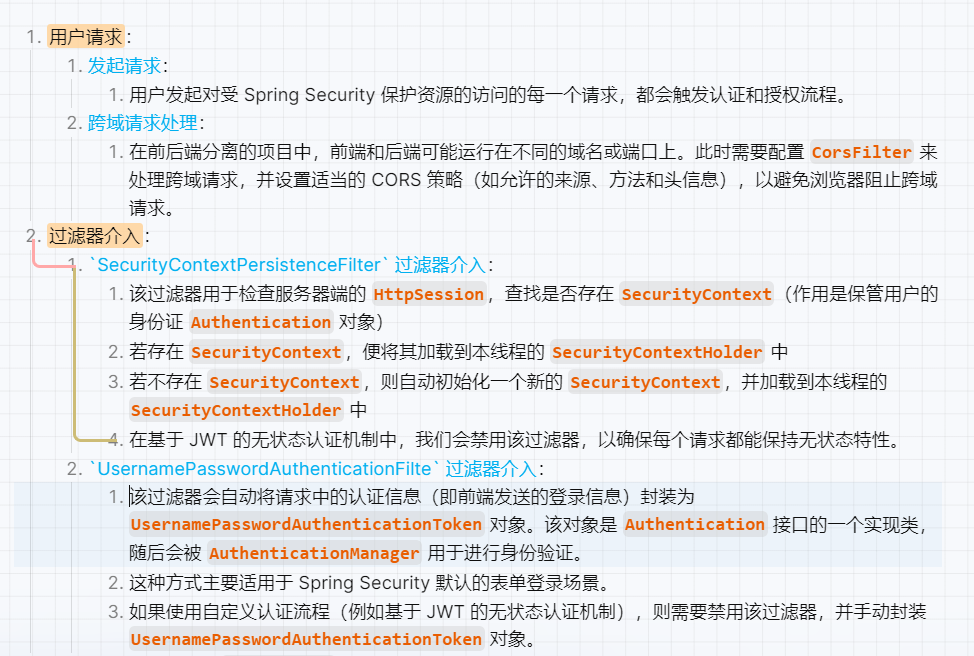 1. 用户请求：
1. 发起请求：
1. 用户发起对受 Spring Security 保护资源的访问的每一个请求，都会触发认证和授权流程。
2. 跨域请求处理：
1. 在前后端分离的项目中，前端和后端可能运行在不同的域名或端口上。此时需要配置 CorsFilter 来
处理跨域请求，并设置适当的 CORS 策略（如允许的来源、方法和头信息），以避免浏览器阻止跨域
请求。
2. 过滤器介入：
1. `SecurityContextPersistenceFilter` 过滤器介入：
1. 该过滤器用于检查服务器端的 HttpSession，查找是否存在 SecurityContext（作用是保管用户的
身份证 Authentication 对象）
2. 若存在 SecurityContext，便将其加载到本线程的 SecurityContextHolder 中
3. 若不存在 SecurityContext，则自动初始化一个新的 SecurityContext，并加载到本线程的
SecurityContextHolder 中
4. 在基于 JWT 的无状态认证机制中，我们会禁用该过滤器，以确保每个请求都能保持无状态特性。
2. `UsernamePasswordAuthenticationFilte` 过滤器介入：
1. 该过滤器会自动将请求中的认证信息（即前端发送的登录信息）封装为
UsernamePasswordAuthenticationToken 对象。该对象是 Authentication 接口的一个实现类，
随后会被 AuthenticationManager 用于进行身份验证。
2. 这种方式主要适用于 Spring Security 默认的表单登录场景。
3. 如果使用自定义认证流程（例如基于 JWT 的无状态认证机制），则需要禁用该过滤器，并手动封装
UsernamePasswordAuthenticationToken 对象。